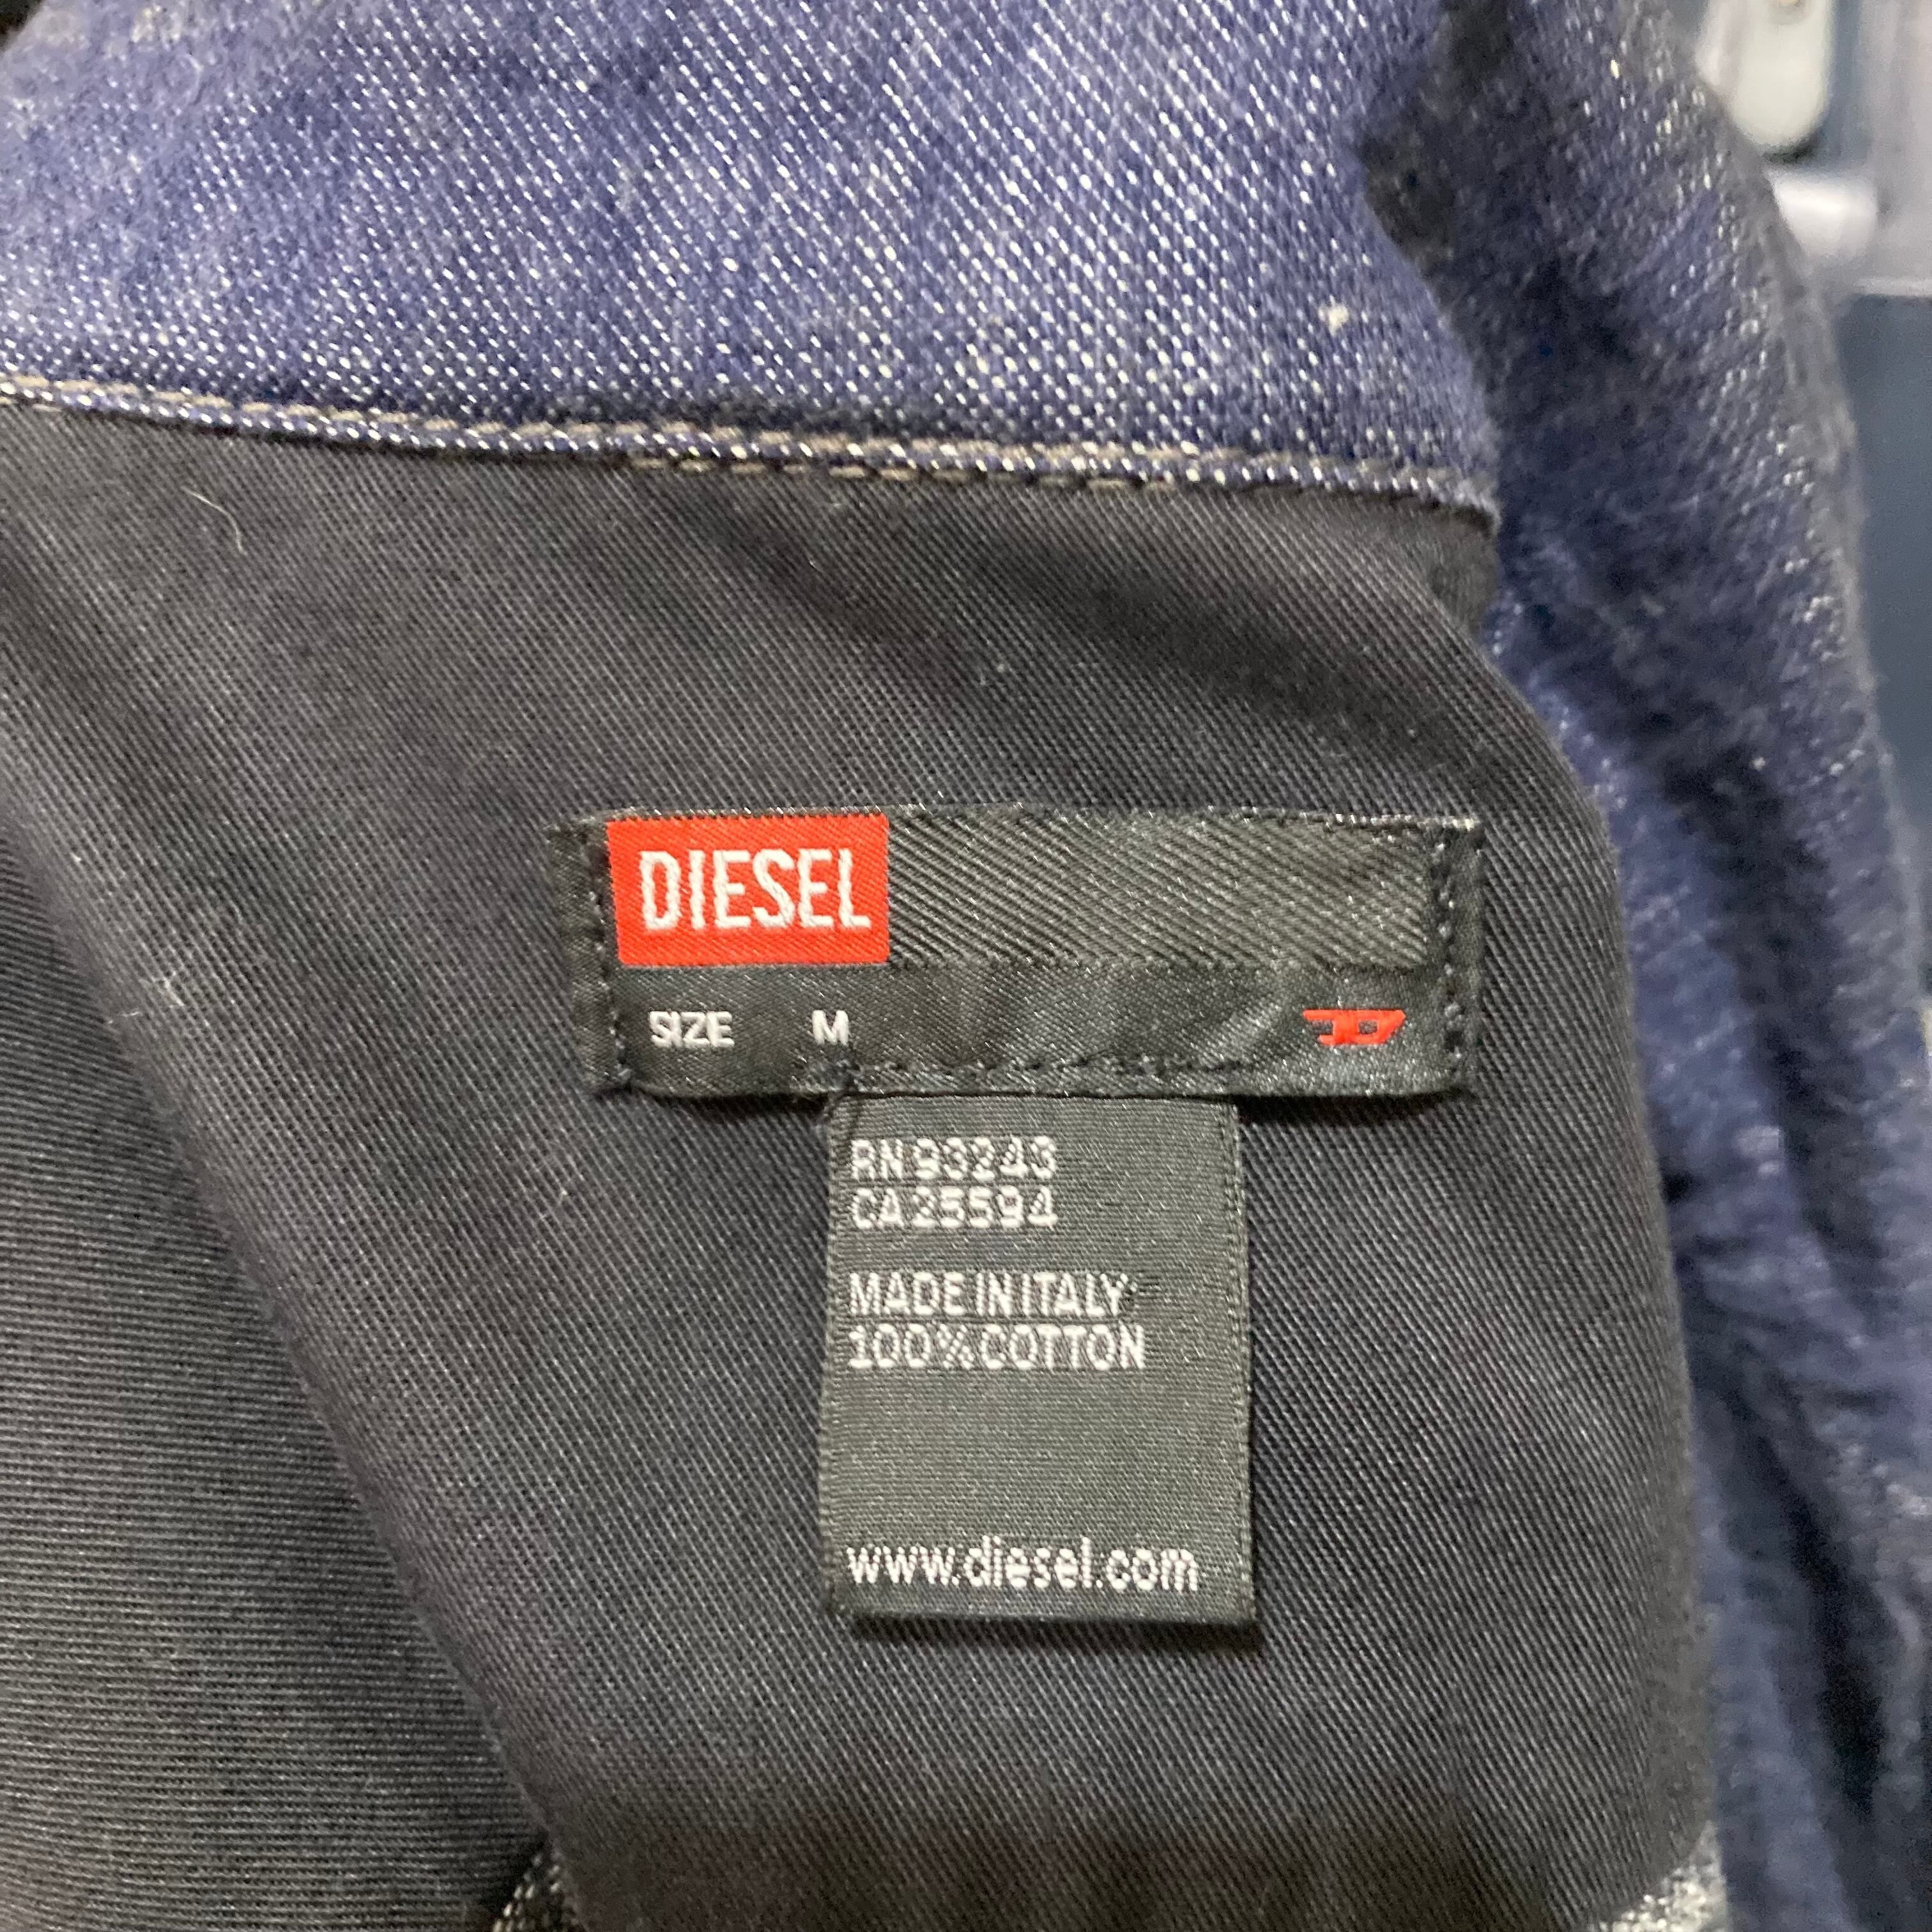 DIESEL
SIZE M
RN 93243
CA 25594
MADE IN ITALY
100% COTTON
www.diesel.com